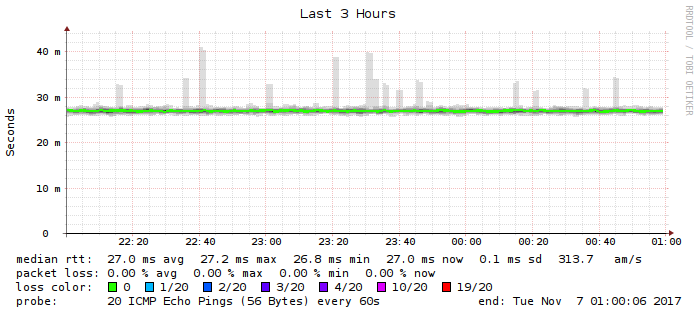 Last 3 Hours
RRDTOOL / TOBI OETIKER
Seconds
40 m
30 m
20 m
10 m
0
22:20 22:40 23:00 23:20 23:40 00:00 00:20 00:40 01:00
median rtt: 27.0 ms avg 27.2 ms max 26.8 ms min 27.0 ms now 0.1 ms sd 313.7 am/s
packet loss: 0.00 % avg 0.00 % max 0.00 % min 0.00 % now
loss color: 0 1/20 2/20 3/20 4/20 10/20 19/20
probe: 20 ICMP Echo Pings (56 Bytes) every 60s end: Tue Nov 7 01:00:06 2017